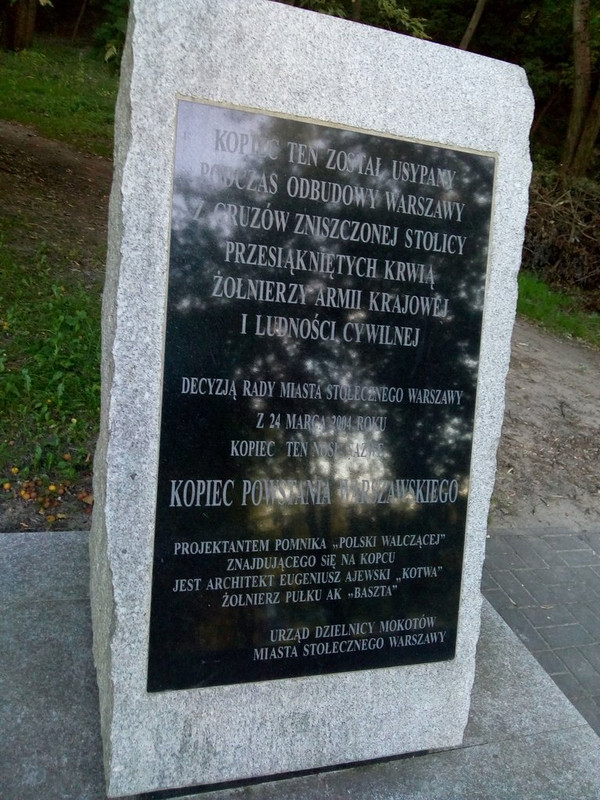 KOPIEC TEN ZOSTAŁ USYPANY
PODCZAS ODBUDOWY WARSZAWY
Z GRUZÓW ZNISZCZONEJ STOLICY
PRZESIĄKNIĘTYCH KRWIĄ
ŻOŁNIERZY ARMII KRAJOWEJ
I LUDNOŚCI CYWILNEJ
DECYZJĄ RADY MIASTA STOŁECZNEGO WARSZAWY
Z 24 MARCA 2004 ROKU
KOPIEC TEN NOSI NAZWĘ
KOPIEC POWSTANIA WARSZAWSKIEGO
PROJEKTANTEM POMNIKA „POLSKI WALCZĄCEJ”
ZNAJDUJĄCEGO SIĘ NA KOPCU
JEST ARCHITEKT EUGENIUSZ AJEWSKI „KOTWA”
ŻOŁNIERZ PUŁKU AK „BASZTA”
URZĄD DZIELNICY MOKOTÓW
MIASTA STOŁECZNEGO WARSZAWY